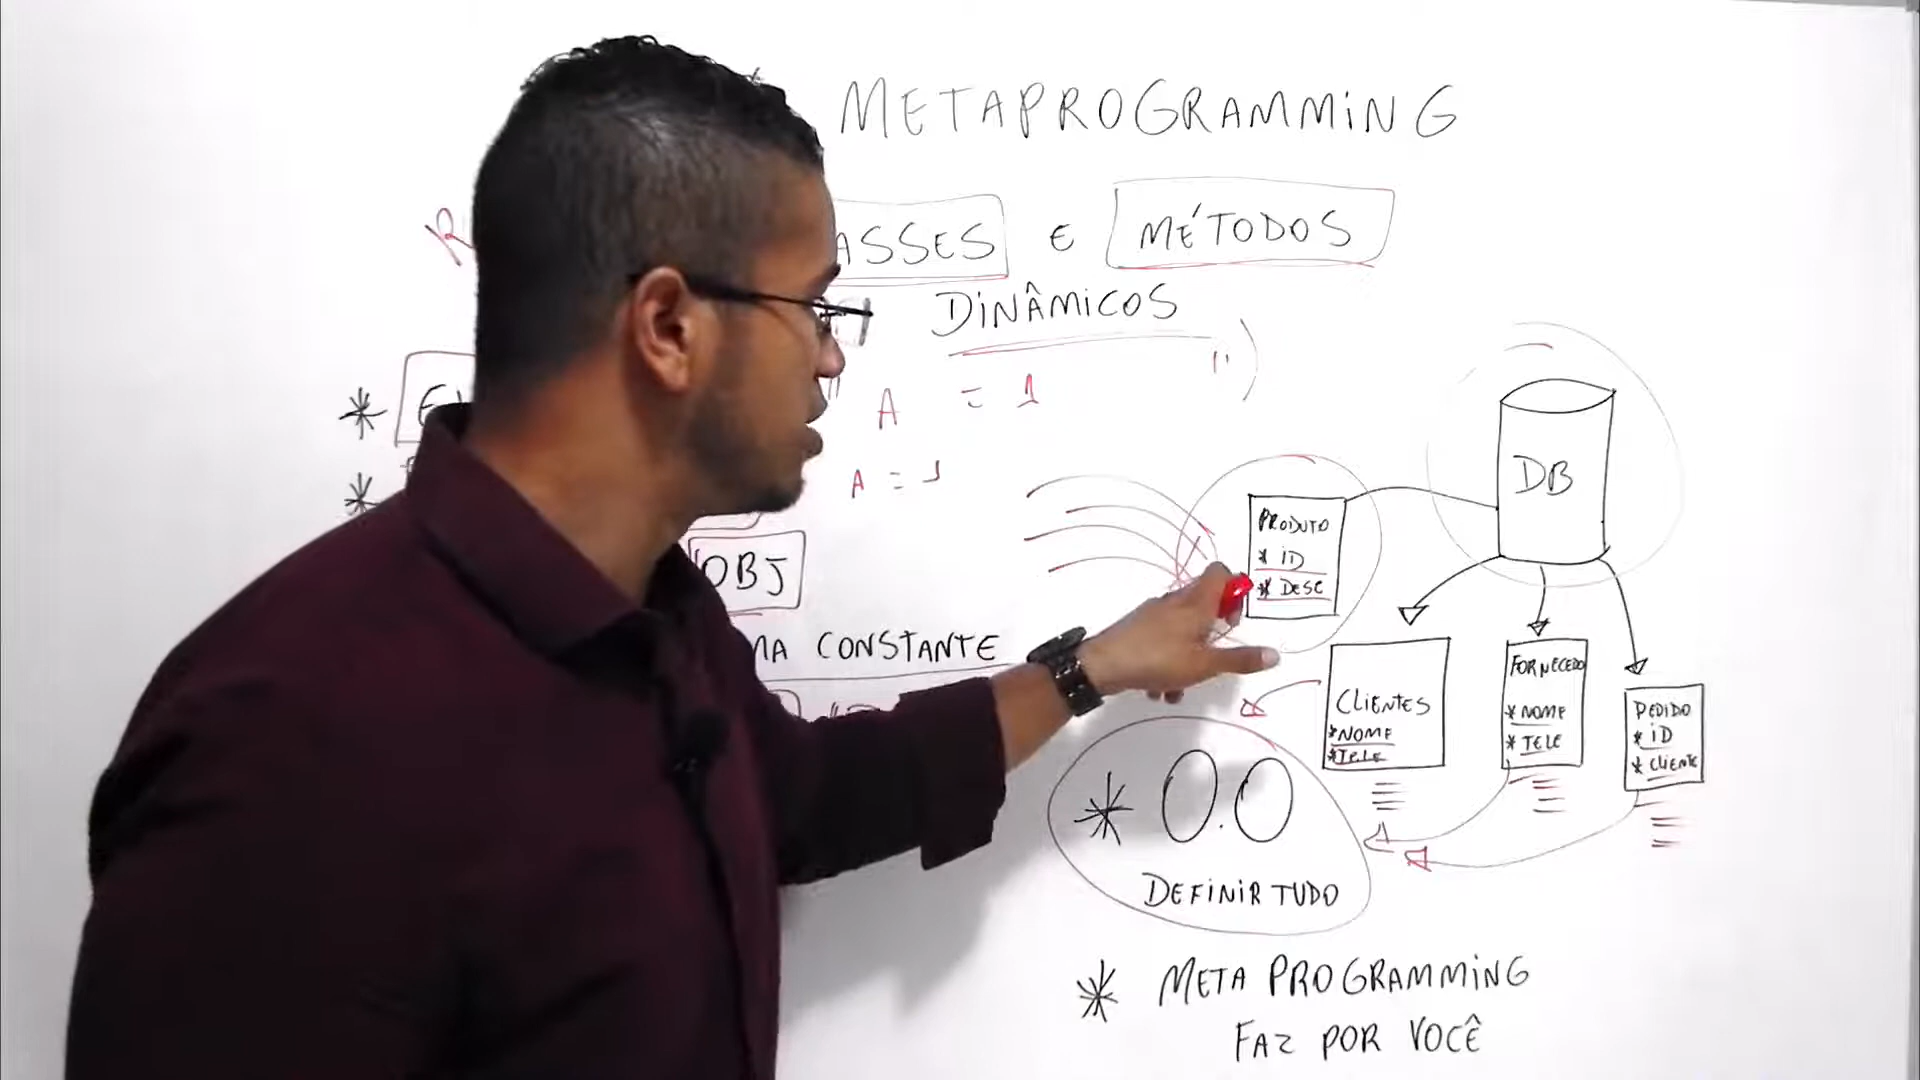 METAPROGRAMMING
ASSES E MÉTODOS
DINÂMICOS
A = 1
A = 1
DB
PRODUTO
* ID
* DESC
OBJ
MA CONSTANTE
CLIENTES
* NOME
* TELE
FORNECEDO
* NOME
* TELE
PEDIDO
* ID
* CLIENTE
* O.O
DEFINIR TUDO
* META PROGRAMMING
FAZ POR VOCÊ